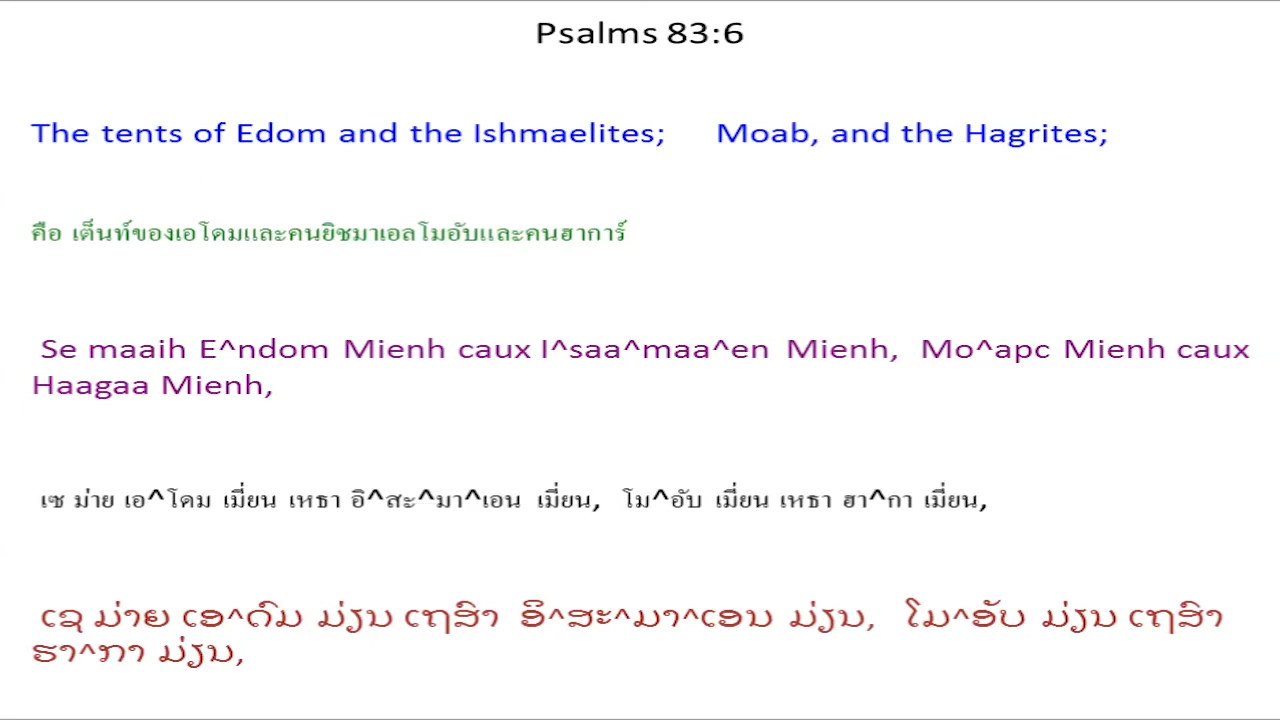 Psalms 83:6
The tents of Edom and the Ishmaelites; Moab, and the Hagrites;
คือ เต็นท์ของเอโดมและคนยิชมาเอลโมอับและคนฮาการ์
Se maaih E^ndom Mienh caux I^saa^maa^en Mienh, Mo^apc Mienh caux
Haagaa Mienh,
เซ ม่าย เอ^โดม เมี่ยน เหธา อิ^สะ^มา^เอน เมี่ยน, โม^อับ เมี่ยน เหธา ฮา^กา เมี่ยน,
ເຊ ມ່າຍ ເອ^ດົມ ມ່ຽນ ເຖສົາ ອິ^ສະ^ມາ^ເອນ ມ່ຽນ, ໂມ^ອັບ ມ່ຽນ ເຖສົາ
ຮາ^ກາ ມ່ຽນ,